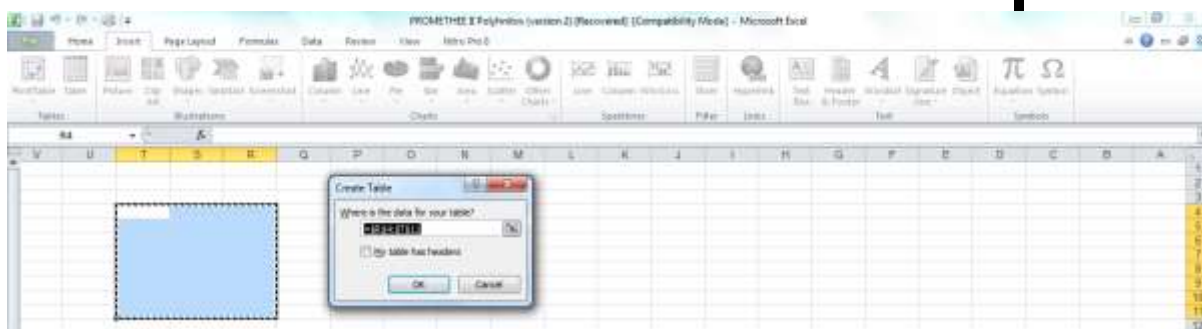 PROMETHEE II Polyhnitos (version 2) [Recovered] [Compatibility Mode] - Microsoft Excel
Home Insert Page Layout Formulas Data Review View Nitro Pro 8
PivotTable Table Picture Clip Art Shapes SmartArt Screenshot Column Line Pie Bar Area Scatter Other Charts Line Column Win/Loss Slicer Hyperlink Text Box Header & Footer WordArt Signature Line Object Equation Symbol
Tables Illustrations Charts Sparklines Filter Links Text Symbols
R4 fx
V U T S R Q P O N M L K J I H G F E D C B A
Create Table
Where is the data for your table?
My table has headers
OK Cancel